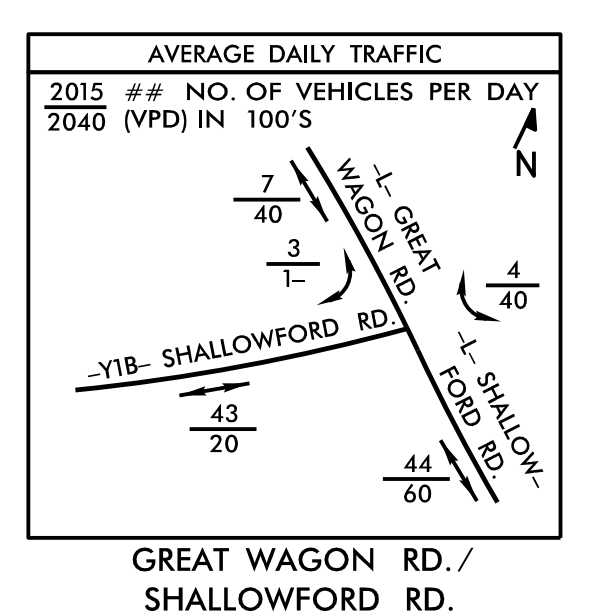 AVERAGE DAILY TRAFFIC
2015 ## NO. OF VEHICLES PER DAY
2040 (VPD) IN 100'S
N
7
40
-L- GREAT
WAGON RD.
3
1-
4
40
-Y1B- SHALLOWFORD RD.
-L- SHALLOW-
FORD RD.
43
20
44
60
GREAT WAGON RD./
SHALLOWFORD RD.